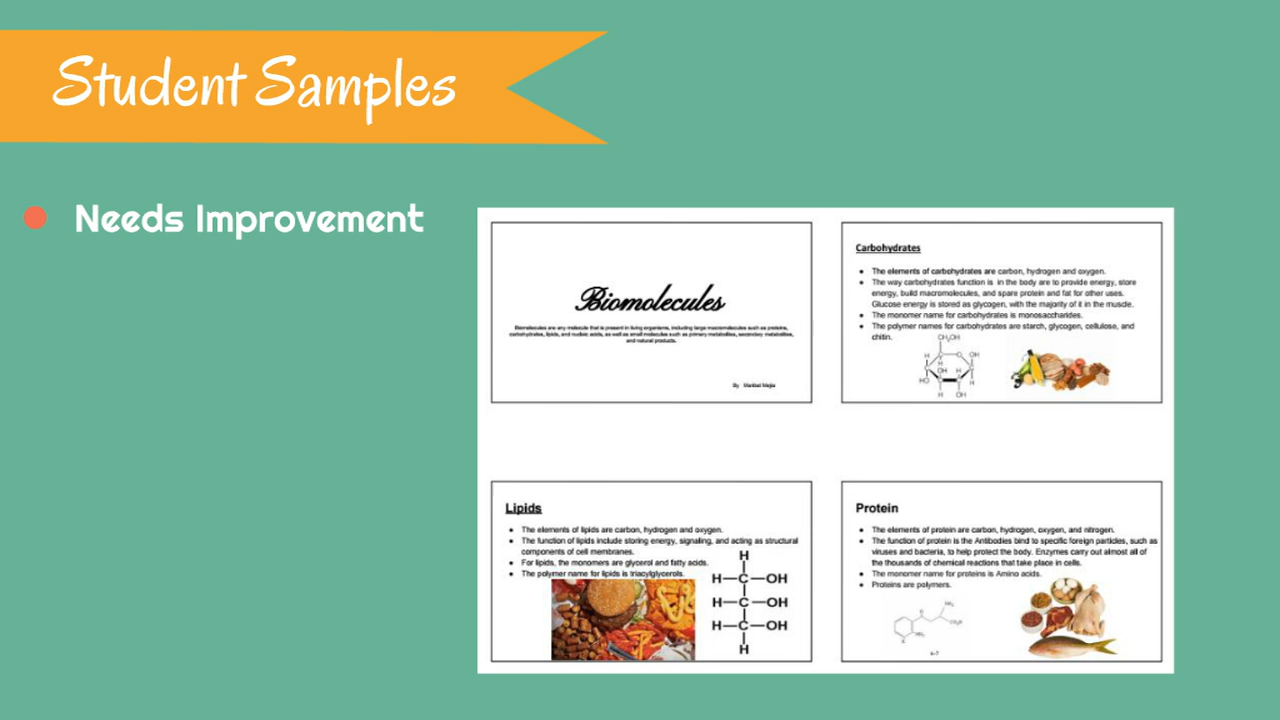 Student Samples
Needs Improvement
Biomolecules
Biomolecules are any molecule that is present in living organisms, including large macromolecules such as proteins,
carbohydrates, lipids, and nucleic acids, as well as small molecules such as primary metabolites, secondary metabolites,
and natural products.
By
Carbohydrates
The elements of carbohydrates are carbon, hydrogen and oxygen.
The way carbohydrates function is in the body are to provide energy, store
energy, build macromolecules, and spare protein and fat for other uses.
Glucose energy is stored as glycogen, with the majority of it in the muscle.
The monomer name for carbohydrates is monosaccharides.
The polymer names for carbohydrates are starch, glycogen, cellulose, and
chitin.
CH₂OH
H C O OH
H
C OH H C
HO C C H
H OH
Lipids
The elements of lipids are carbon, hydrogen and oxygen.
The function of lipids include storing energy, signaling, and acting as structural
components of cell membranes.
For lipids, the monomers are glycerol and fatty acids.
The polymer name for lipids is triacylglycerols.
H
H—C—OH
H—C—OH
H—C—OH
H
Protein
The elements of protein are carbon, hydrogen, oxygen, and nitrogen.
The function of protein is the Antibodies bind to specific foreign particles, such as
viruses and bacteria, to help protect the body. Enzymes carry out almost all of
the thousands of chemical reactions that take place in cells.
The monomer name for proteins is Amino acids.
Proteins are polymers.